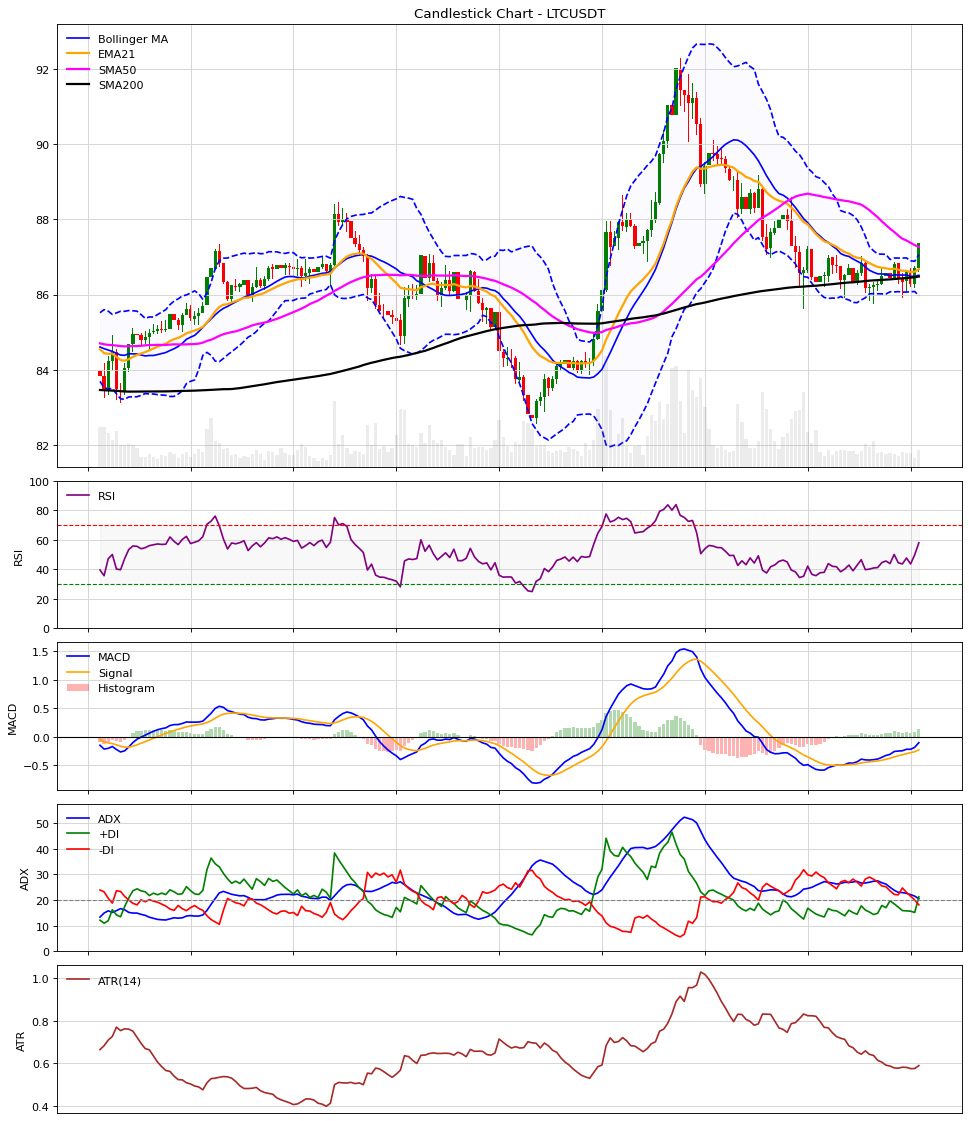 Candlestick Chart - LTCUSDT
Bollinger MA
EMA21
SMA50
SMA200
92
90
88
86
84
82
100
80
60
40
20
0
RSI
RSI
1.5
1.0
0.5
0.0
−0.5
MACD
MACD
Signal
Histogram
50
40
30
20
10
0
ADX
ADX
+DI
-DI
1.0
0.8
0.6
0.4
ATR
ATR(14)